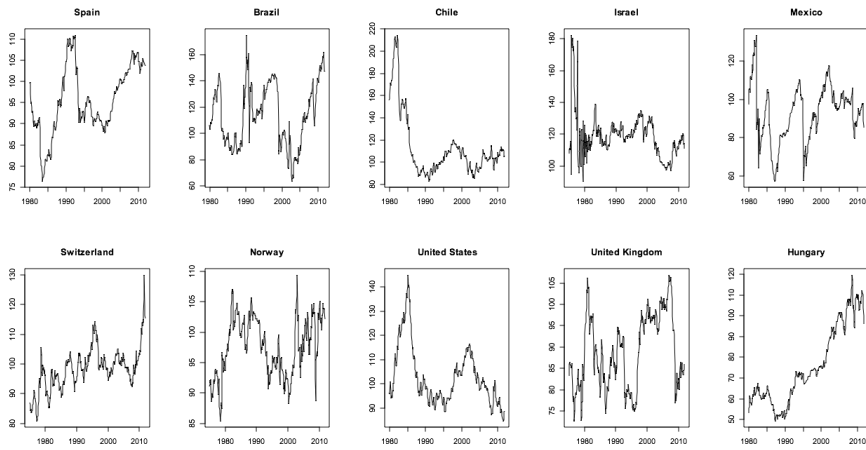 Spain
Brazil
Chile
Israel
Mexico
75 80 85 90 95 100 105 110
1980 1990 2000 2010
60 80 100 120 140 160
1980 1990 2000 2010
80 100 120 140 160 180 200 220
1980 1990 2000 2010
100 120 140 160 180
1980 1990 2000 2010
60 80 100 120
1980 1990 2000 2010
Switzerland
Norway
United States
United Kingdom
Hungary
80 90 100 110 120 130
1980 1990 2000 2010
85 90 95 100 105 110
1980 1990 2000 2010
90 100 110 120 140
1980 1990 2000 2010
75 80 85 90 95 100 105
1980 1990 2000 2010
50 60 70 80 90 100 110 120
1980 1990 2000 2010